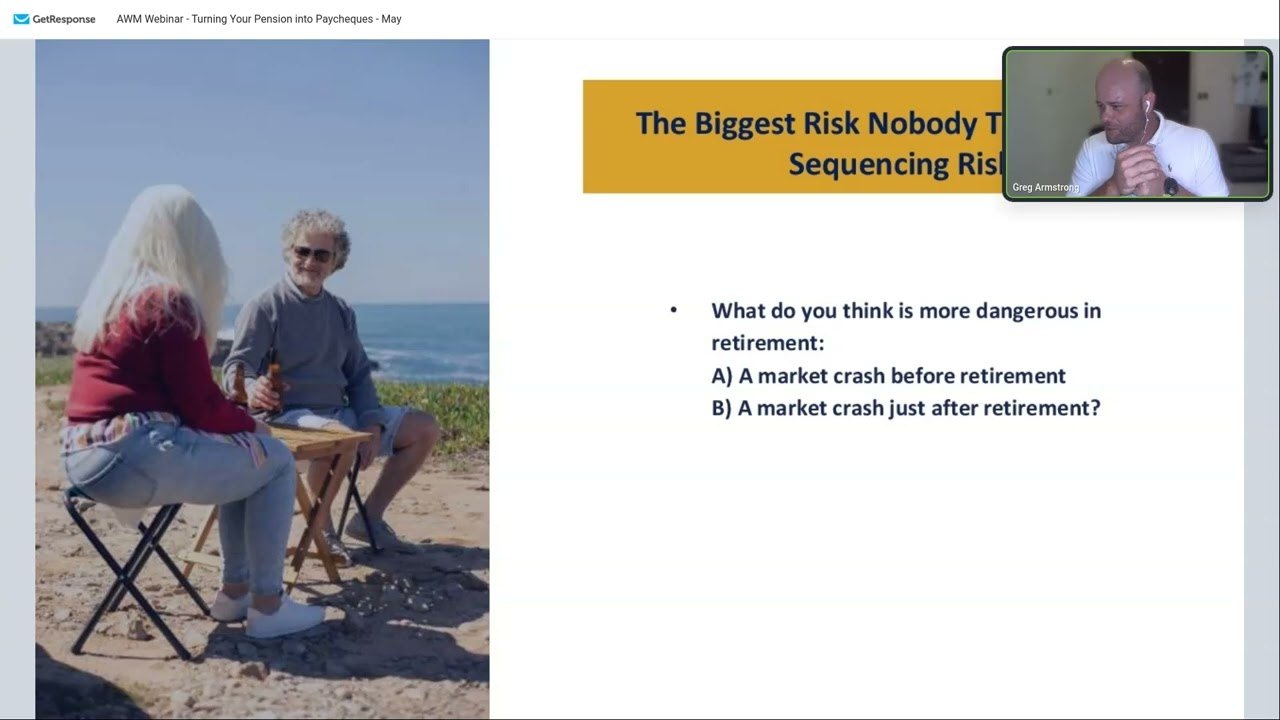 GetResponse AWM Webinar - Turning Your Pension into Paycheques - May
The Biggest Risk Nobody
Sequencing
Greg Armstrong
• What do you think is more dangerous in
retirement:
A) A market crash before retirement
B) A market crash just after retirement?